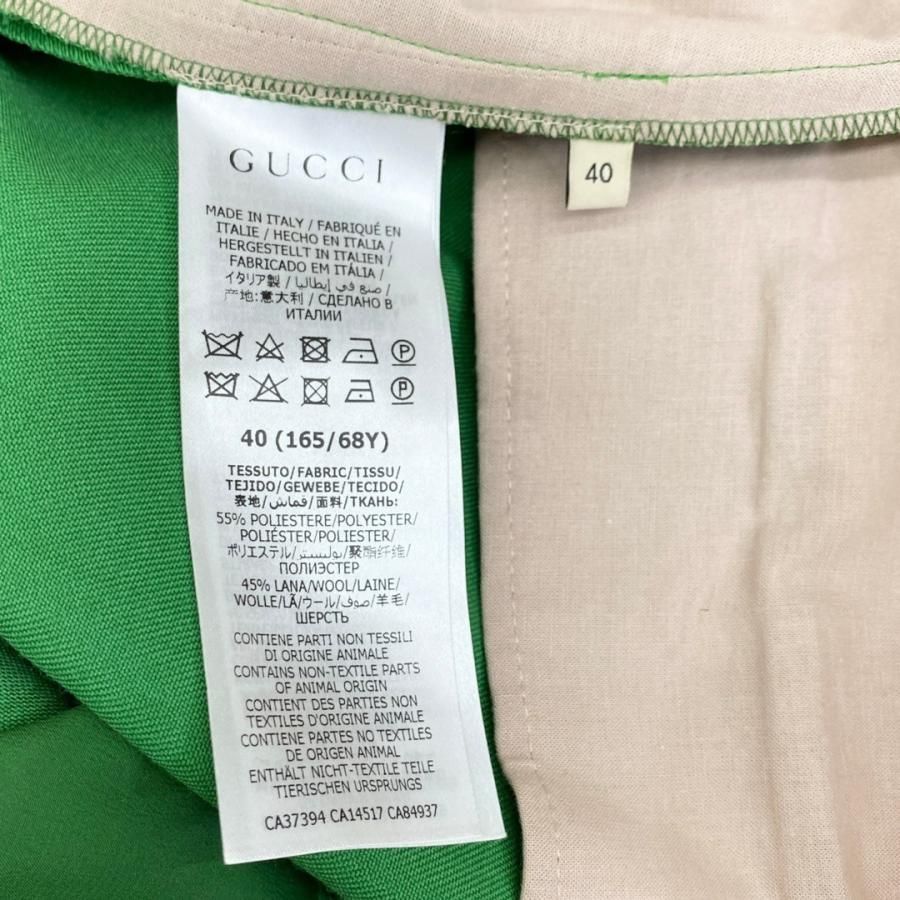 GUCCI
MADE IN ITALY / FABRIQUÉ EN
ITALIE / HECHO EN ITALIA /
HERGESTELLT IN ITALIEN /
FABRICADO EM ITÁLIA /
イタリア製 / صنع في إيطاليا /
产地:意大利 / СДЕЛАНО В
ИТАЛИИ
P
P
40 (165/68Y)
TESSUTO/FABRIC/TISSU/
TEJIDO/GEWEBE/TECIDO/
表地/قماش/面料/ТКАНЬ:
55% POLIESTERE/POLYESTER/
POLIÉSTER/POLIESTER/
ポリエステル/بوليستر/聚酯纤维/
ПОЛИЭСТЕР
45% LANA/WOOL/LAINE/
WOLLE/LÃ/ウール/صوف/羊毛/
ШЕРСТЬ
CONTIENE PARTI NON TESSILI
DI ORIGINE ANIMALE
CONTAINS NON-TEXTILE PARTS
OF ANIMAL ORIGIN
CONTIENT DES PARTIES NON
TEXTILES D'ORIGINE ANIMALE
CONTIENE PARTES NO TEXTILES
DE ORIGEN ANIMAL
ENTHÄLT NICHT-TEXTILE TEILE
TIERISCHEN URSPRUNGS
CA37394 CA14517 CA84937
40